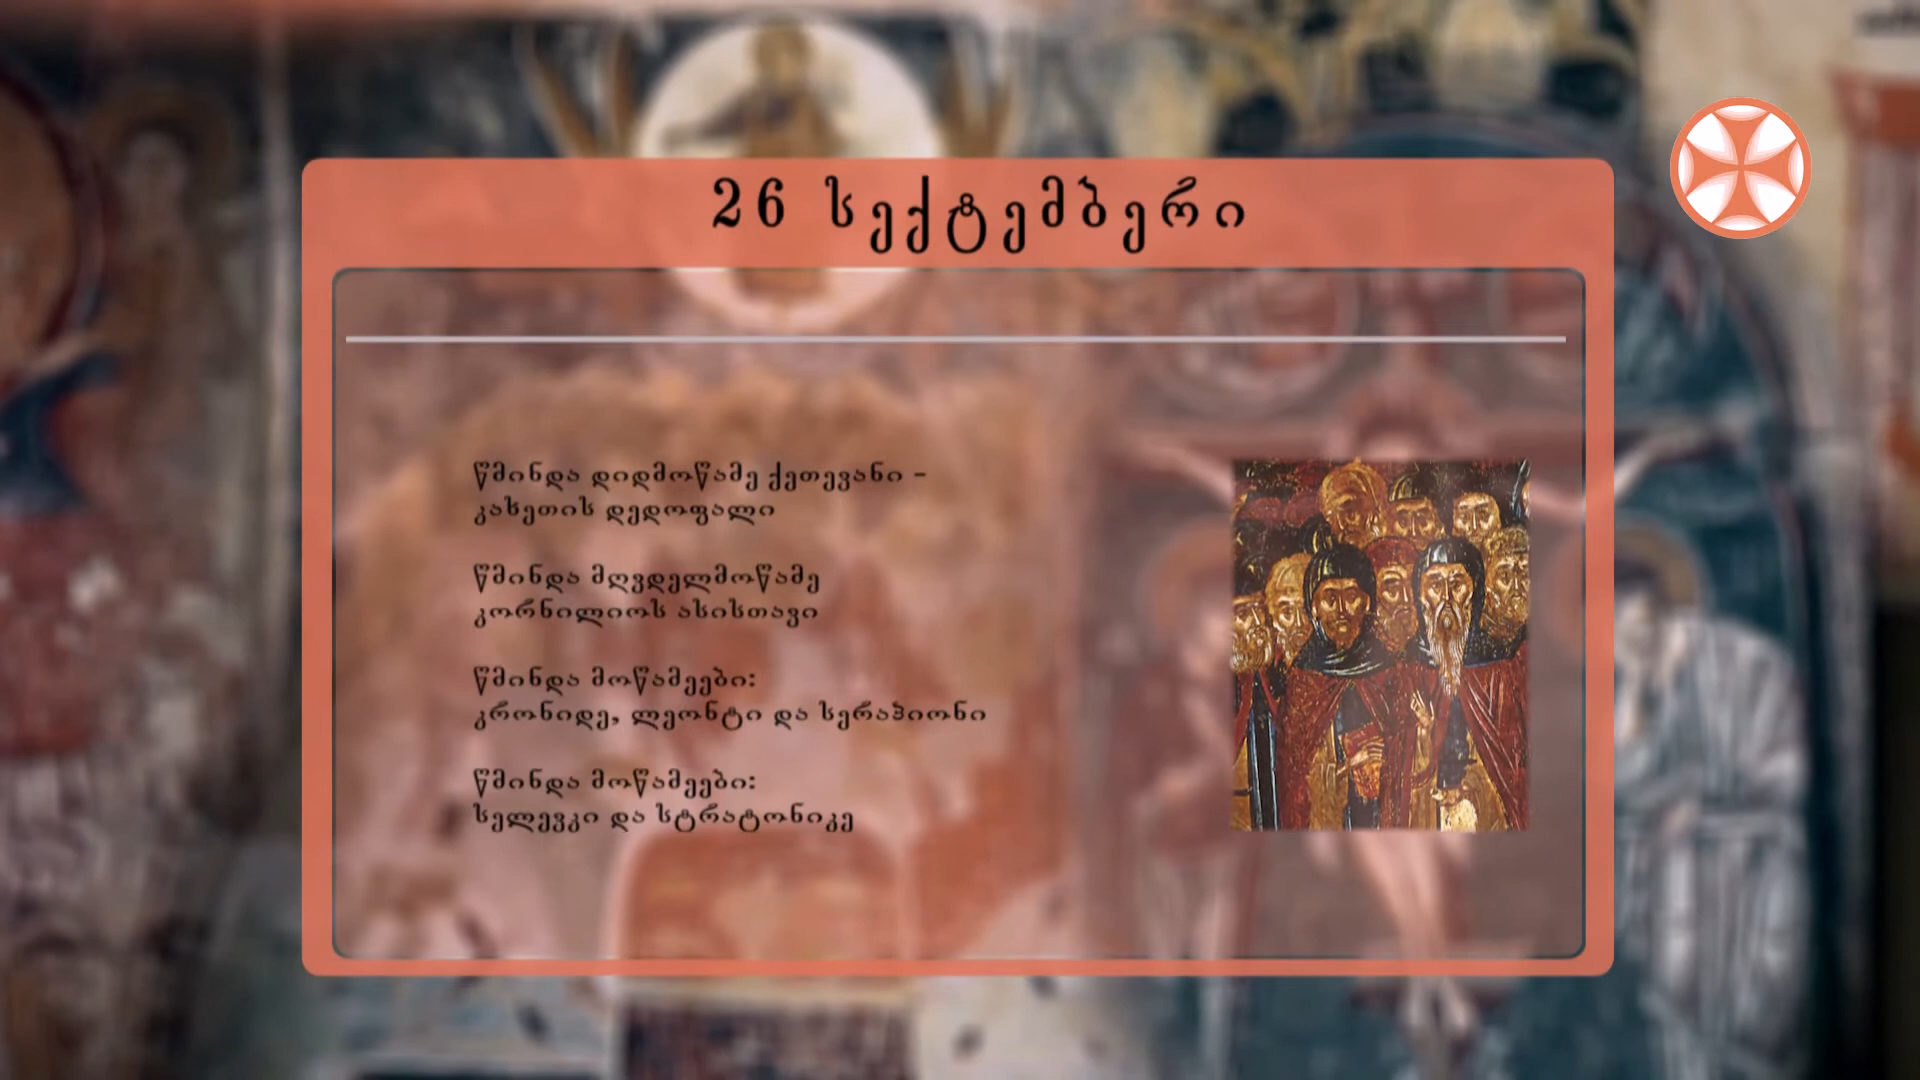 26 სექტემბერი
წმინდა დიდმოწამე ქეთევანი –
კახეთის დედოფალი
წმინდა მღვდელმოწამე
კორნილიოს ასისთავი
წმინდა მოწამეები:
კრონიდე, ლეონტი და სერაპიონი
წმინდა მოწამეები:
სელევკი და სტრატონიკე